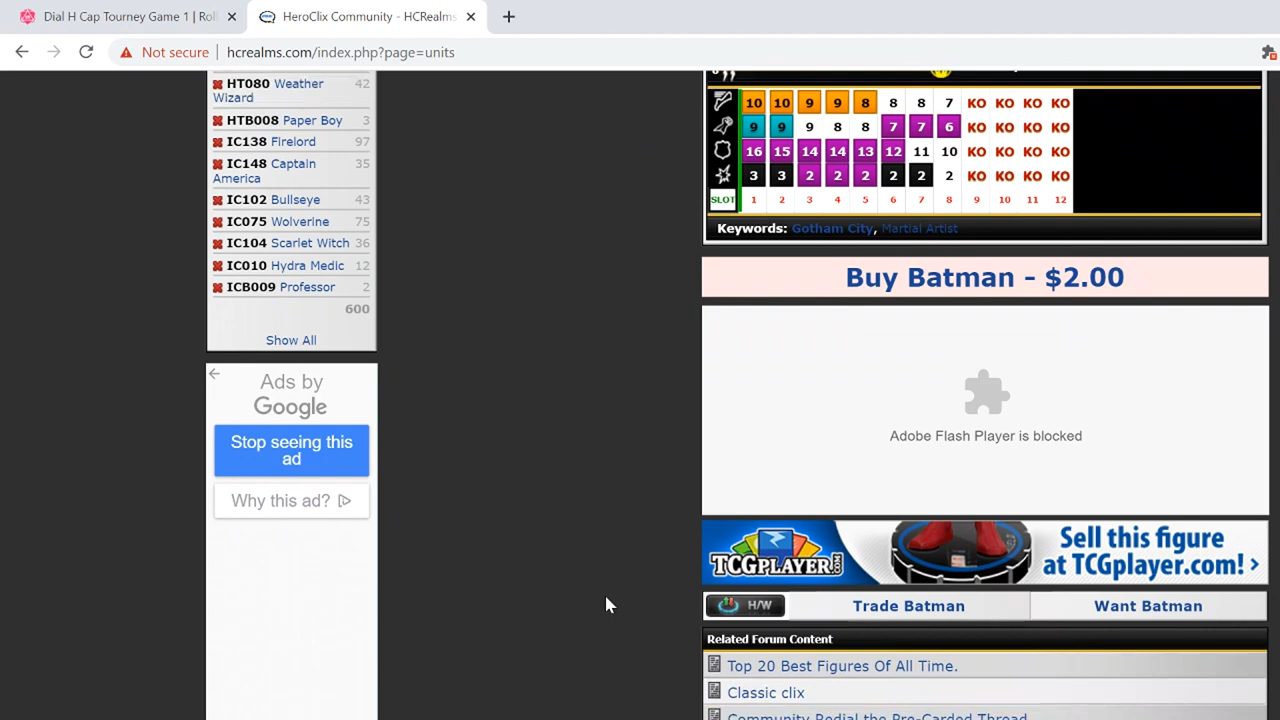 Dial H Cap Tourney Game 1 | Roll
HeroClix Community - HCRealms
Not secure
hcrealms.com/index.php?page=units
HT080 Weather 42
Wizard
HTB008 Paper Boy 3
IC138 Firelord 97
IC148 Captain 35
America
IC102 Bullseye 43
IC075 Wolverine 75
IC104 Scarlet Witch 36
IC010 Hydra Medic 12
ICB009 Professor 2
600
Show All
Ads by
Google
Stop seeing this
ad
Why this ad?
10 10 9 9 8 8 8 7 KO KO KO KO
9 9 9 8 8 7 7 6 KO KO KO KO
16 15 14 14 13 12 11 10 KO KO KO KO
3 3 2 2 2 2 2 2 KO KO KO KO
SLOT 1 2 3 4 5 6 7 8 9 10 11 12
Keywords: Gotham City, Martial Artist
Buy Batman - $2.00
Adobe Flash Player is blocked
TCGPLAYER.COM
Sell this figure
at TCGplayer.com! >
H/W Trade Batman Want Batman
Related Forum Content
Top 20 Best Figures Of All Time.
Classic clix
Community Redial the Pre-Carded Thread